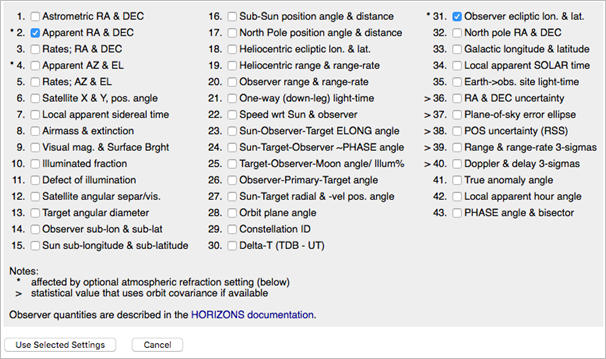 1. Astrometric RA & DEC
* 2. Apparent RA & DEC
3. Rates; RA & DEC
* 4. Apparent AZ & EL
5. Rates; AZ & EL
6. Satellite X & Y, pos. angle
7. Local apparent sidereal time
8. Airmass & extinction
9. Visual mag. & Surface Brght
10. Illuminated fraction
11. Defect of illumination
12. Satellite angular separ/vis.
13. Target angular diameter
14. Observer sub-lon & sub-lat
15. Sun sub-longitude & sub-latitude
16. Sub-Sun position angle & distance
17. North Pole position angle & distance
18. Heliocentric ecliptic lon. & lat.
19. Heliocentric range & range-rate
20. Observer range & range-rate
21. One-way (down-leg) light-time
22. Speed wrt Sun & observer
23. Sun-Observer-Target ELONG angle
24. Sun-Target-Observer ~PHASE angle
25. Target-Observer-Moon angle/ Illum%
26. Observer-Primary-Target angle
27. Sun-Target radial & -vel pos. angle
28. Orbit plane angle
29. Constellation ID
30. Delta-T (TDB - UT)
* 31. Observer ecliptic lon. & lat.
32. North pole RA & DEC
33. Galactic longitude & latitude
34. Local apparent SOLAR time
35. Earth->obs. site light-time
> 36. RA & DEC uncertainty
> 37. Plane-of-sky error ellipse
> 38. POS uncertainty (RSS)
> 39. Range & range-rate 3-sigmas
> 40. Doppler & delay 3-sigmas
41. True anomaly angle
42. Local apparent hour angle
43. PHASE angle & bisector
Notes:
* affected by optional atmospheric refraction setting (below)
> statistical value that uses orbit covariance if available
Observer quantities are described in the HORIZONS documentation.
Use Selected Settings
Cancel